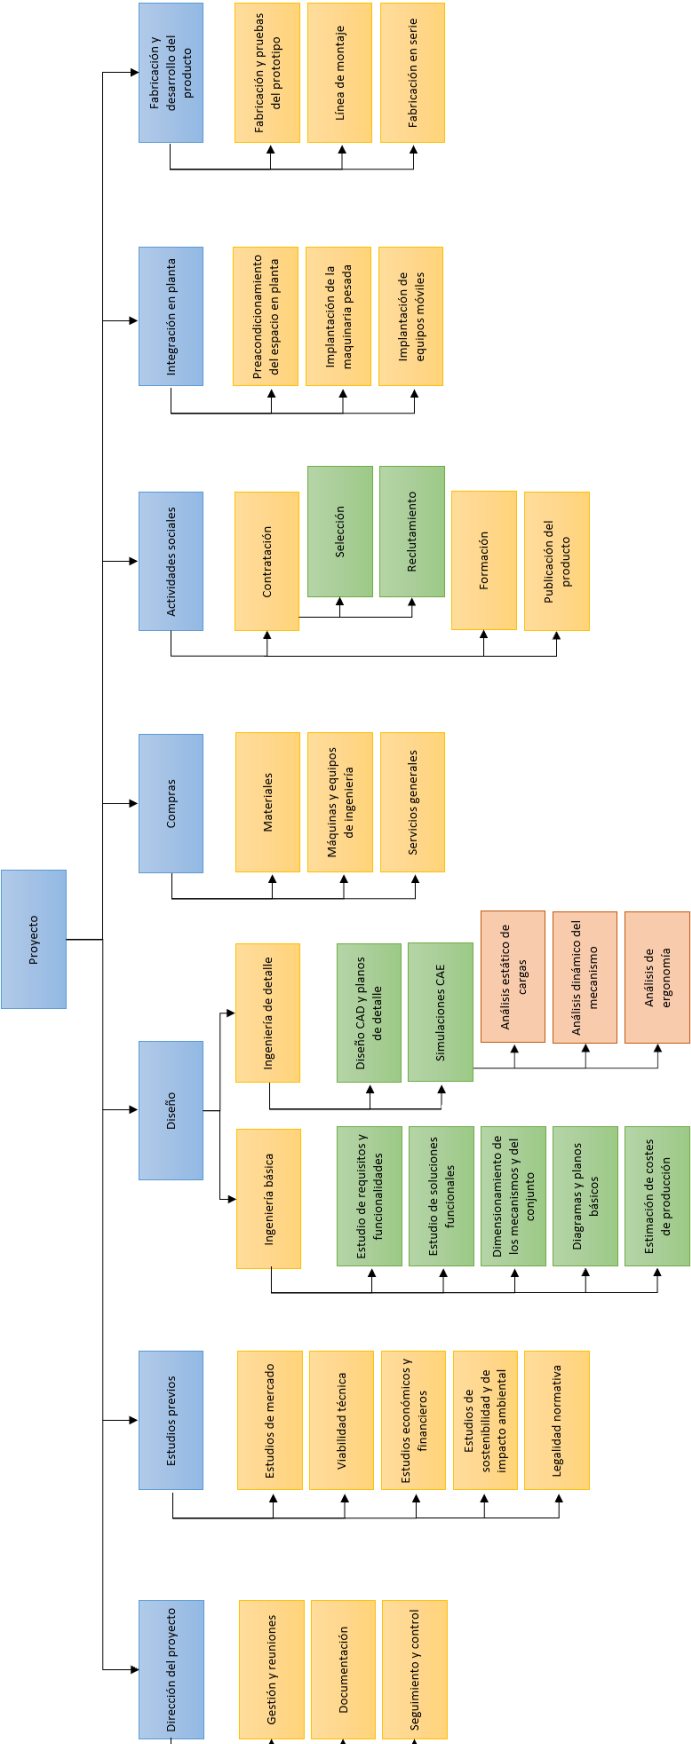 Proyecto
Dirección del proyecto
Gestión y reuniones
Documentación
Seguimiento y control
Estudios previos
Estudios de mercado
Viabilidad técnica
Estudios económicos y
financieros
Estudios de
sostenibilidad y de
impacto ambiental
Legalidad normativa
Diseño
Ingeniería básica
Estudio de requisitos y
funcionalidades
Estudio de soluciones
funcionales
Dimensionamiento de
los mecanismos y del
conjunto
Diagramas y planos
básicos
Estimación de costes
de producción
Ingeniería de detalle
Diseño CAD y planos
de detalle
Simulaciones CAE
Análisis estático de
cargas
Análisis dinámico del
mecanismo
Análisis de
ergonomía
Compras
Materiales
Máquinas y equipos
de ingeniería
Servicios generales
Actividades sociales
Contratación
Selección
Reclutamiento
Formación
Publicación del
producto
Integración en planta
Preacondicionamiento
del espacio en planta
Implantación de la
maquinaria pesada
Implantación de
equipos móviles
Fabricación y
desarrollo del
producto
Fabricación y pruebas
del prototipo
Línea de montaje
Fabricación en serie